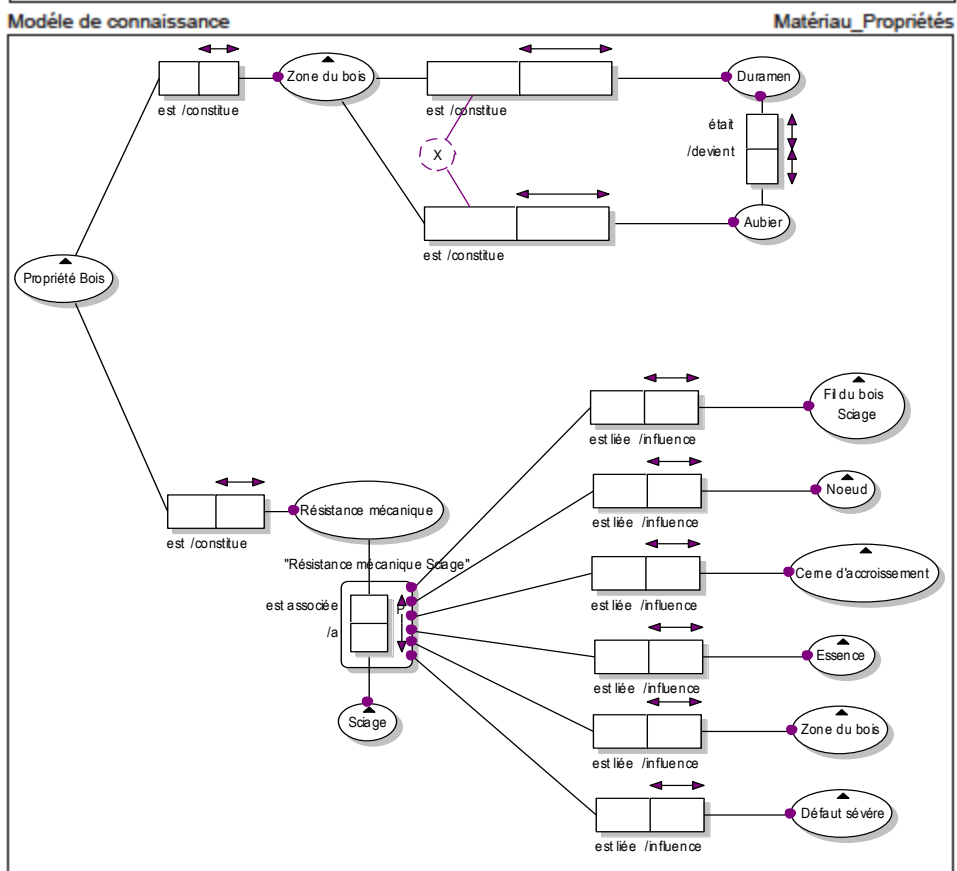 Modéle de connaissance
Matériau_Propriétés
Zone du bois
Duramen
est /constitue
est /constitue
était
/devient
X
Aubier
est /constitue
Propriété Bois
Fil du bois
Sciage
est liée /influence
Noeud
Résistance mécanique
est liée /influence
est /constitue
"Résistance mécanique Sciage"
Cerne d'accroissement
est associée
P
est liée /influence
/a
Essence
est liée /influence
Sciage
Zone du bois
est liée /influence
Défaut sévére
est liée /influence